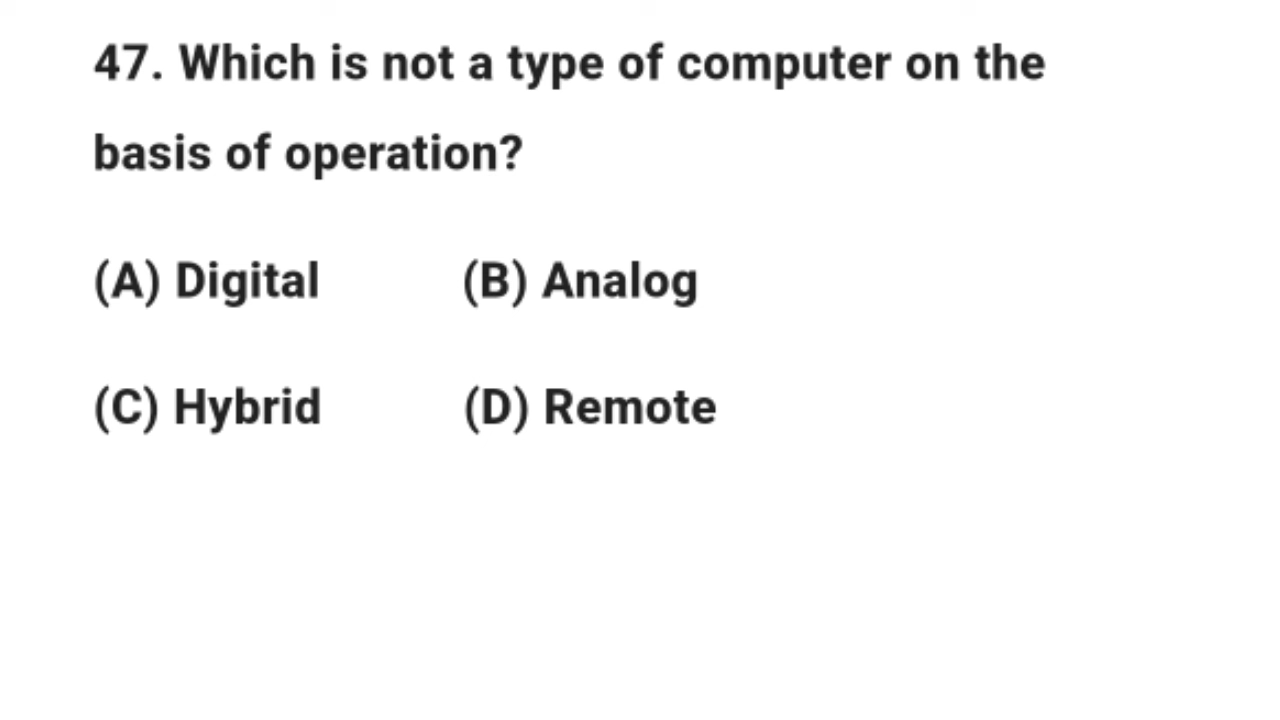 47. Which is not a type of computer on the
basis of operation?
(A) Digital (B) Analog
(C) Hybrid (D) Remote